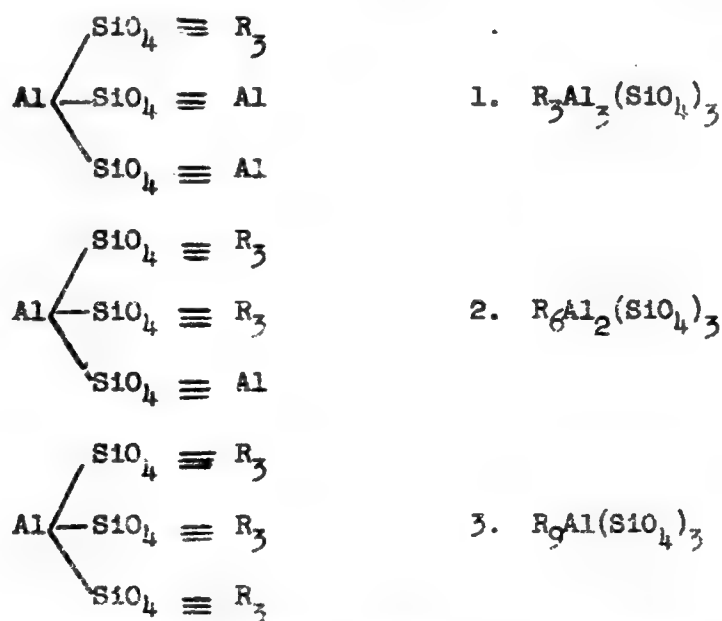 SiO₄ ≡ R₃
Al SiO₄ ≡ Al 1. R₃Al₃(SiO₄)₃
SiO₄ ≡ Al
SiO₄ ≡ R₃
Al SiO₄ ≡ R₃ 2. R₆Al₂(SiO₄)₃
SiO₄ ≡ Al
SiO₄ ≡ R₃
Al SiO₄ ≡ R₃ 3. R₉Al(SiO₄)₃
SiO₄ ≡ R₃